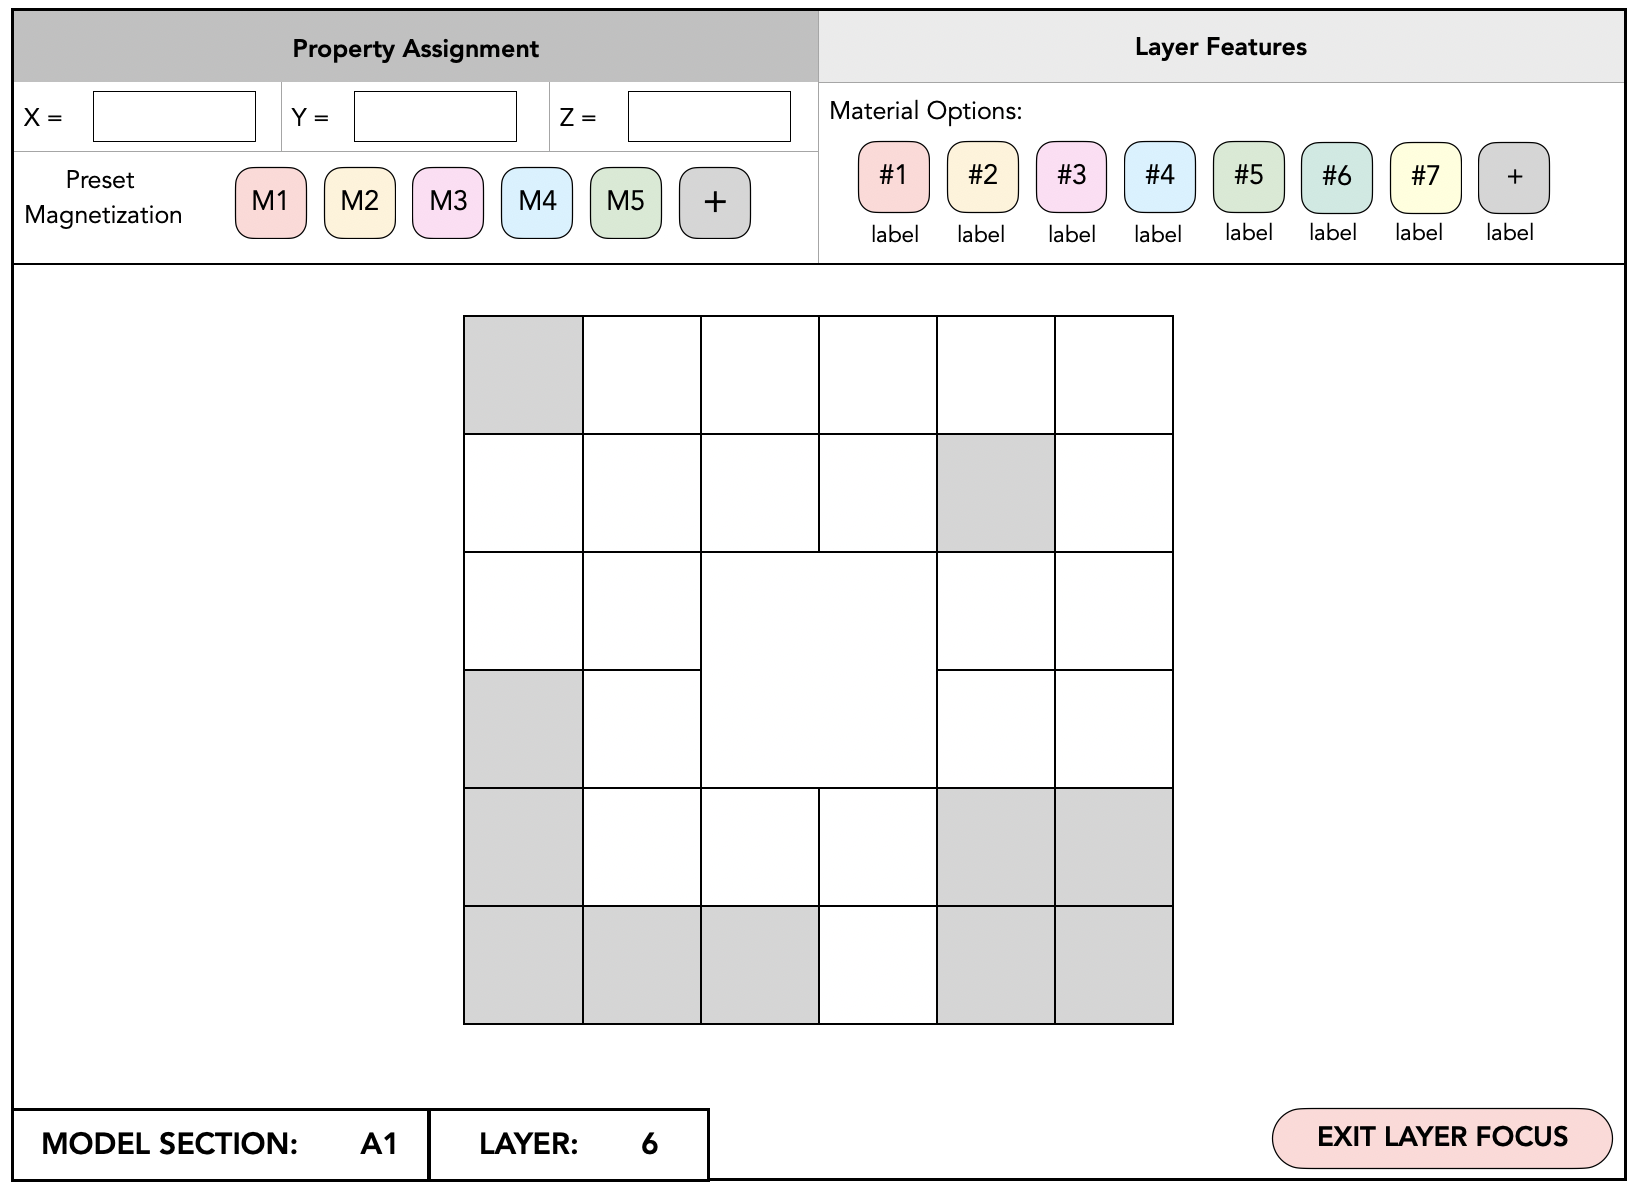 Property Assignment
Layer Features
X =
Y =
Z =
Material Options:
#1 #2 #3 #4 #5 #6 #7 +
label label label label label label label label
Preset
Magnetization
M1 M2 M3 M4 M5 +
MODEL SECTION: A1
LAYER: 6
EXIT LAYER FOCUS